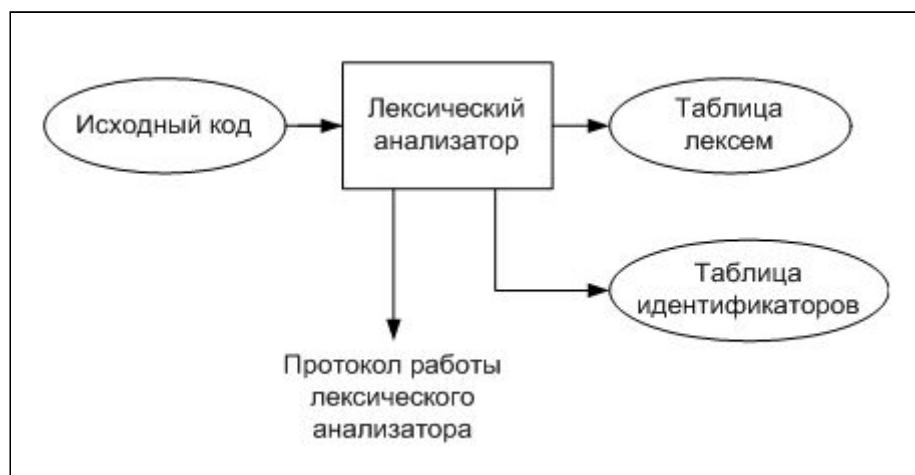 Исходный код
Лексический
анализатор
Таблица
лексем
Таблица
идентификаторов
Протокол работы
лексического
анализатора